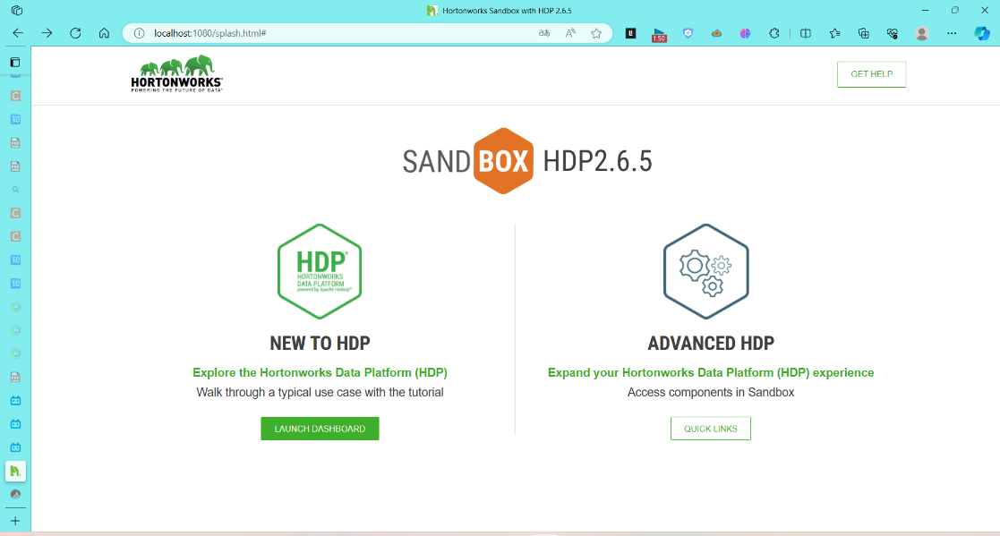 Hortonworks Sandbox with HDP 2.6.5
localhost:1080/splash.html#
1.50
HORTONWORKS
POWERING THE FUTURE OF DATA
GET HELP
SANDBOX HDP2.6.5
HDP
HORTONWORKS
DATA PLATFORM
powered by Apache Hadoop
NEW TO HDP
Explore the Hortonworks Data Platform (HDP)
Walk through a typical use case with the tutorial
LAUNCH DASHBOARD
ADVANCED HDP
Expand your Hortonworks Data Platform (HDP) experience
Access components in Sandbox
QUICK LINKS